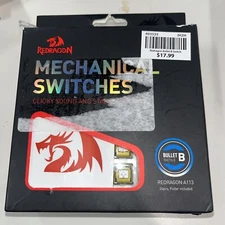 REDRAGON
$17.99
MECHANICAL
SWITCHES
CLICKY SOUND AND
BULLET
B
REDRAGON A113